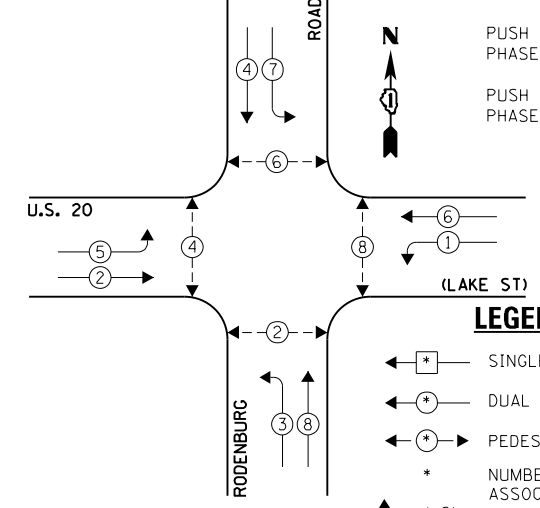 ROAD
N
PUSH
PHASE
4 7
1
PUSH
PHASE
6
U.S. 20
6
5 4 8 1
2
(LAKE ST)
2
LEGE
* SINGL
* DUAL
3 8
RODENBURG
* PEDES
* NUMBE
ASSOC